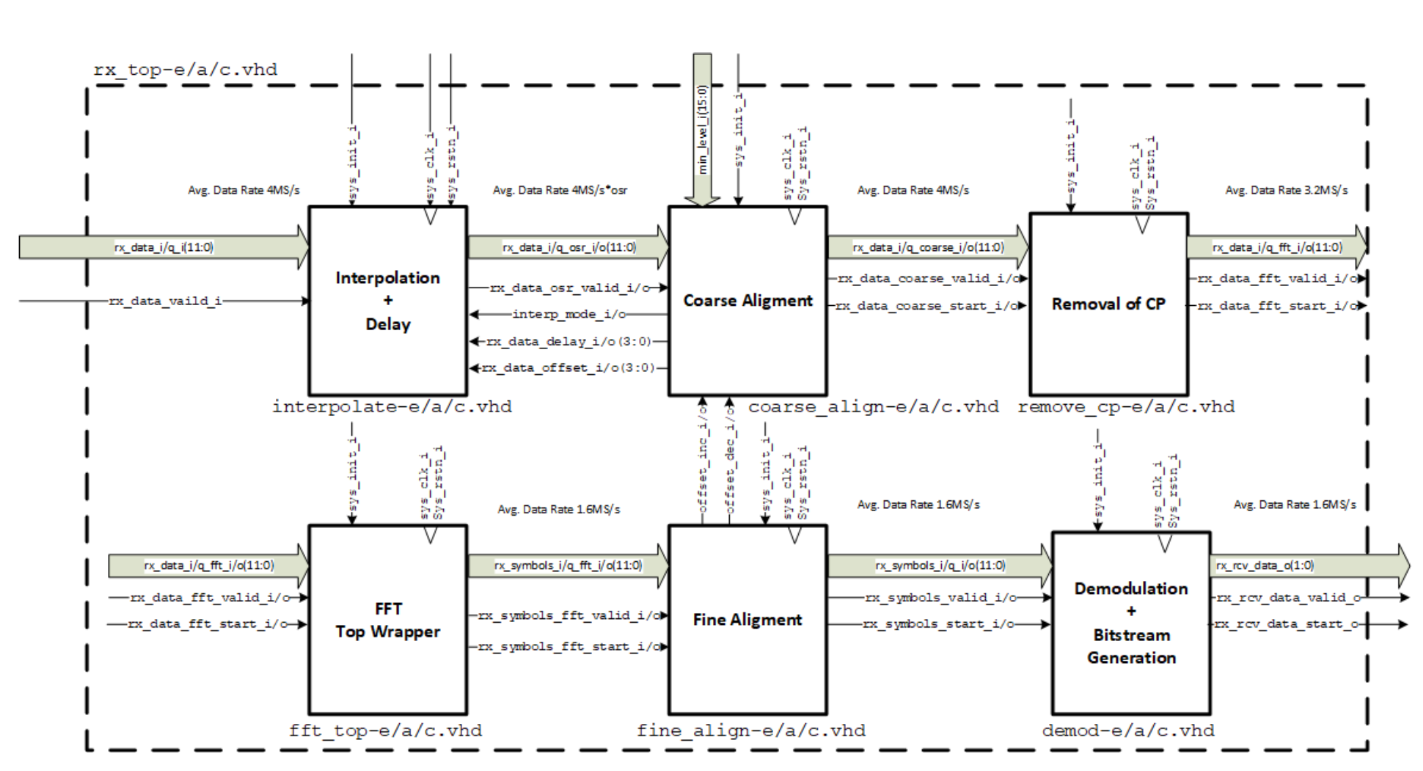 rx_top-e/a/c.vhd
sys_init_i
sys_clk_i
sys_rstn_i
min_level_i(15:0)
sys_init_i
sys_clk_i
Sys_rstn_i
sys_init_i
sys_clk_i
Sys_rstn_i
Avg. Data Rate 4MS/s
Avg. Data Rate 4MS/s*osr
Avg. Data Rate 4MS/s
Avg. Data Rate 3.2MS/s
rx_data_i/q_i(11:0)
rx_data_vaild_i
Interpolation
+
Delay
interpolate-e/a/c.vhd
rx_data_i/q_osr_i/o(11:0)
rx_data_osr_valid_i/o
interp_mode_i/o
rx_data_delay_i/o(3:0)
rx_data_offset_i/o(3:0)
Coarse Aligment
coarse_align-e/a/c.vhd
rx_data_i/q_coarse_i/o(11:0)
rx_data_coarse_valid_i/o
rx_data_coarse_start_i/o
Removal of CP
remove_cp-e/a/c.vhd
rx_data_i/q_fft_i/o(11:0)
rx_data_fft_valid_i/o
rx_data_fft_start_i/o
sys_init_i
sys_clk_i
Sys_rstn_i
offset_inc_i/o
offset_dec_i/o
sys_init_i
sys_clk_i
Sys_rstn_i
sys_init_i
sys_clk_i
Sys_rstn_i
Avg. Data Rate 1.6MS/s
Avg. Data Rate 1.6MS/s
Avg. Data Rate 1.6MS/s
rx_data_i/q_fft_i/o(11:0)
rx_data_fft_valid_i/o
rx_data_fft_start_i/o
FFT
Top Wrapper
fft_top-e/a/c.vhd
rx_symbols_i/q_fft_i/o(11:0)
rx_symbols_fft_valid_i/o
rx_symbols_fft_start_i/o
Fine Aligment
fine_align-e/a/c.vhd
rx_symbols_i/q_i/o(11:0)
rx_symbols_valid_i/o
rx_symbols_start_i/o
Demodulation
+
Bitstream
Generation
demod-e/a/c.vhd
rx_rcv_data_o(1:0)
rx_rcv_data_valid_o
rx_rcv_data_start_o